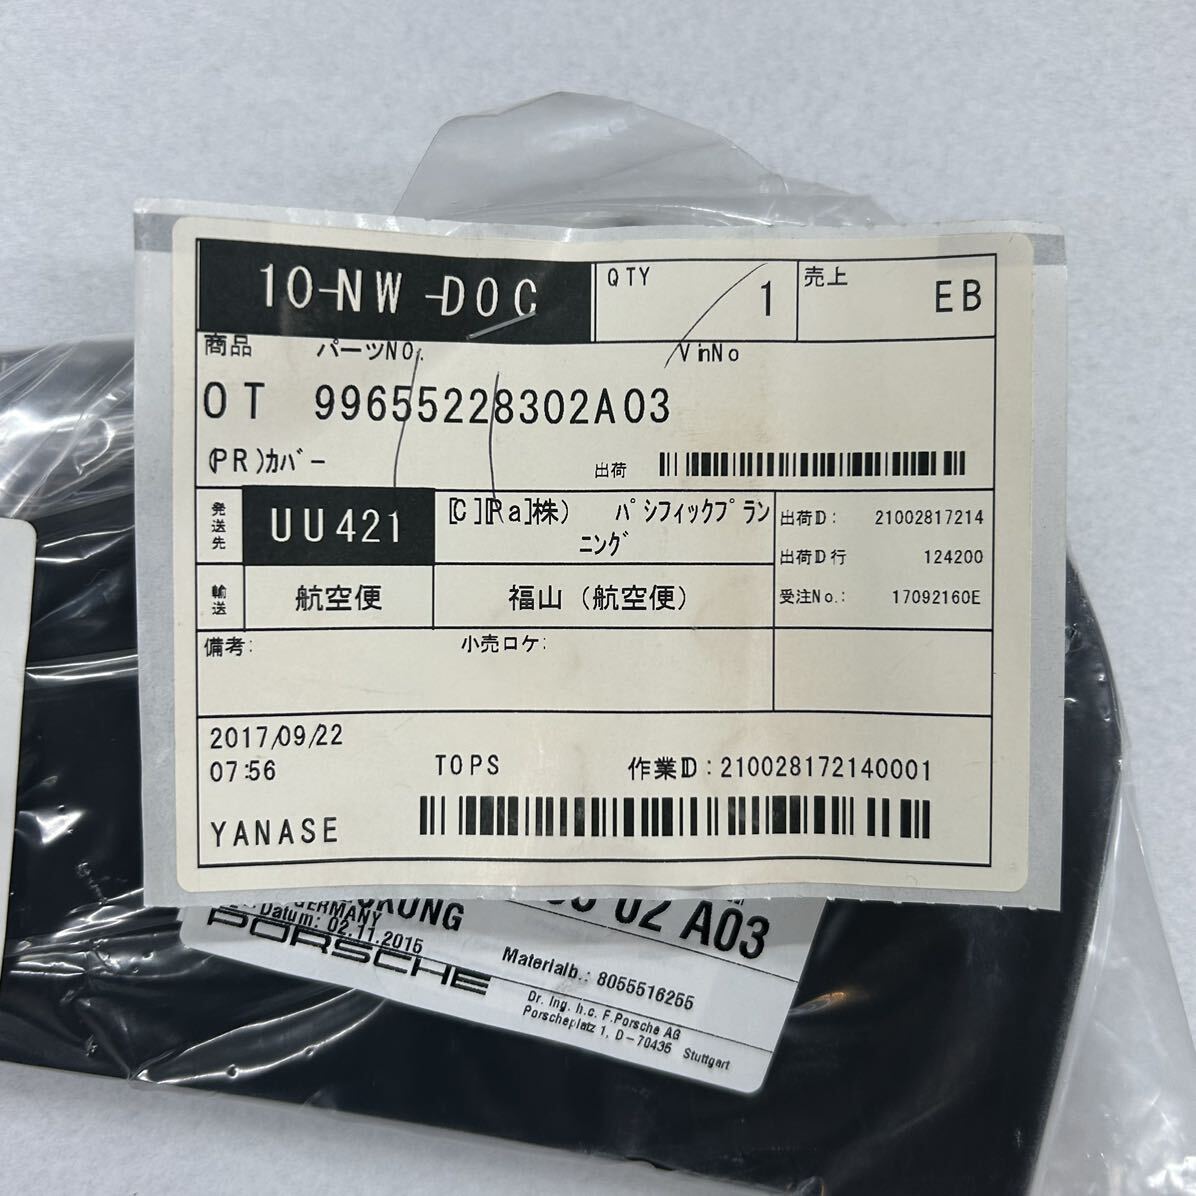 10-NW-DOC
QTY
1
売上
EB
商品
パーツNO.
VinNo
OT 99655228302A03
(PR)カバー
出荷
発送先
UU421
[C][Ra]株) パシフィックプラン
ニング
出荷ID: 21002817214
出荷ID行 124200
受注No.: 17092160E
輸送
航空便
福山(航空便)
備考:
小売ロケ:
2017/09/22
07:56
TOPS
作業ID:210028172140001
YANASE
02 A03
GERMANY
Datum: 02.11.2015
PORSCHE
Materialb.: 8055516255
Dr. Ing. h.c. F.Porsche AG
Porscheplatz 1, D-70435 Stuttgart